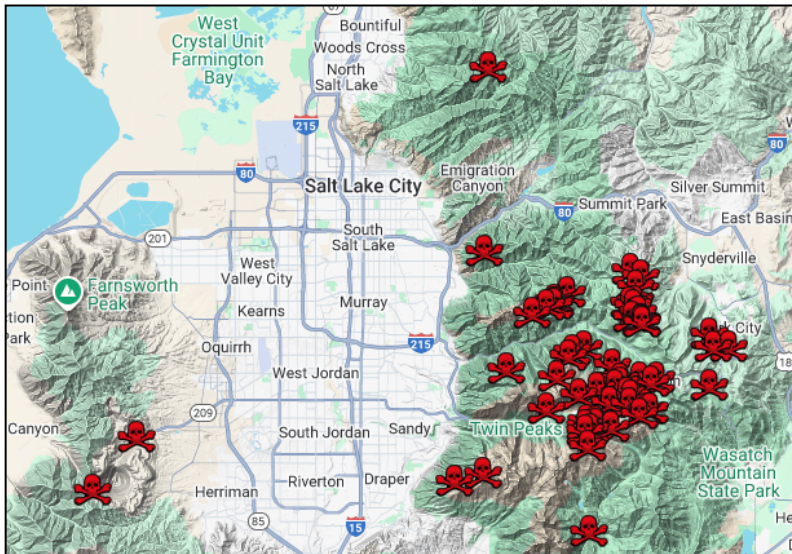 West
Crystal Unit
Farmington
Bay
Bountiful
Woods Cross
North
Salt Lake
215
80
Salt Lake City
Emigration
Canyon
80
Summit Park
Silver Summit
East Basin
80
201
South
Salt Lake
Snyderville
Point
Farnsworth
Peak
Park
West
Valley City
Kearns
Murray
Oquirrh
215
City
West Jordan
209
Canyon
South Jordan
Sandy
Twin Peaks
Wasatch
Mountain
State Park
Herriman
Riverton
Draper
85
15